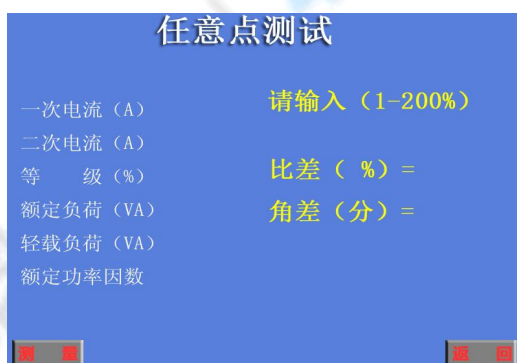 任意点测试
一次电流（A）
二次电流（A）
等　　级（%）
额定负荷（VA）
轻载负荷（VA）
额定功率因数
请输入（1-200%）
比差（ %）=
角差（分）=
测　量
返　回